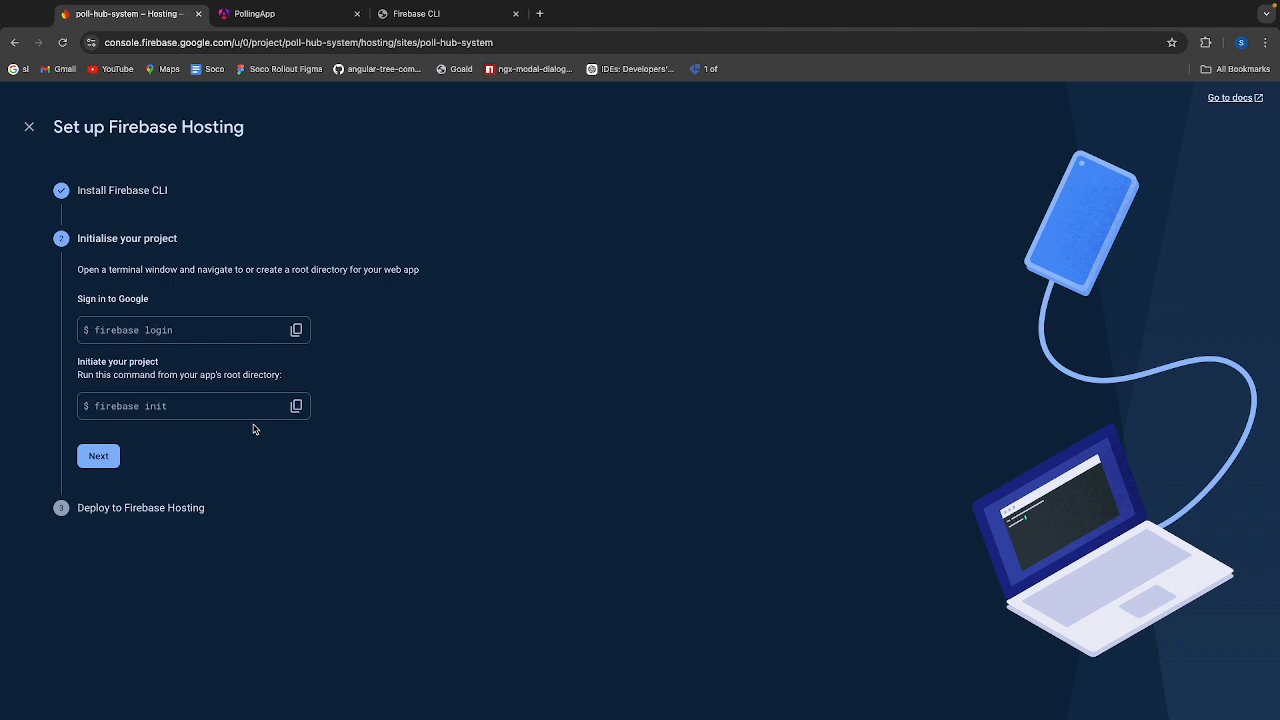 poll-hub-system – Hosting –
PollingApp
Firebase CLI
console.firebase.google.com/u/0/project/poll-hub-system/hosting/sites/poll-hub-system
S
sl
Gmail
YouTube
Maps
Soco
Soco Rollout Figma
angular-tree-com...
Goald
ngx-modal-dialog...
IDEs: Developers'...
1 of
All Bookmarks
Go to docs
Set up Firebase Hosting
Install Firebase CLI
2 Initialise your project
Open a terminal window and navigate to or create a root directory for your web app
Sign in to Google
$ firebase login
Initiate your project
Run this command from your app's root directory:
$ firebase init
Next
3 Deploy to Firebase Hosting